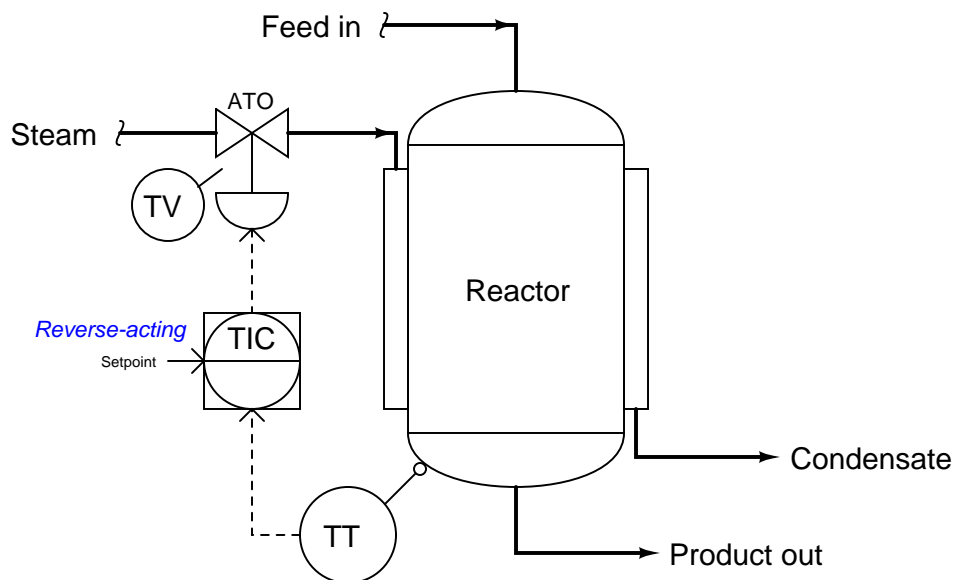 Feed in
ATO
Steam
TV
Reactor
Reverse-acting
TIC
Setpoint
Condensate
TT
Product out